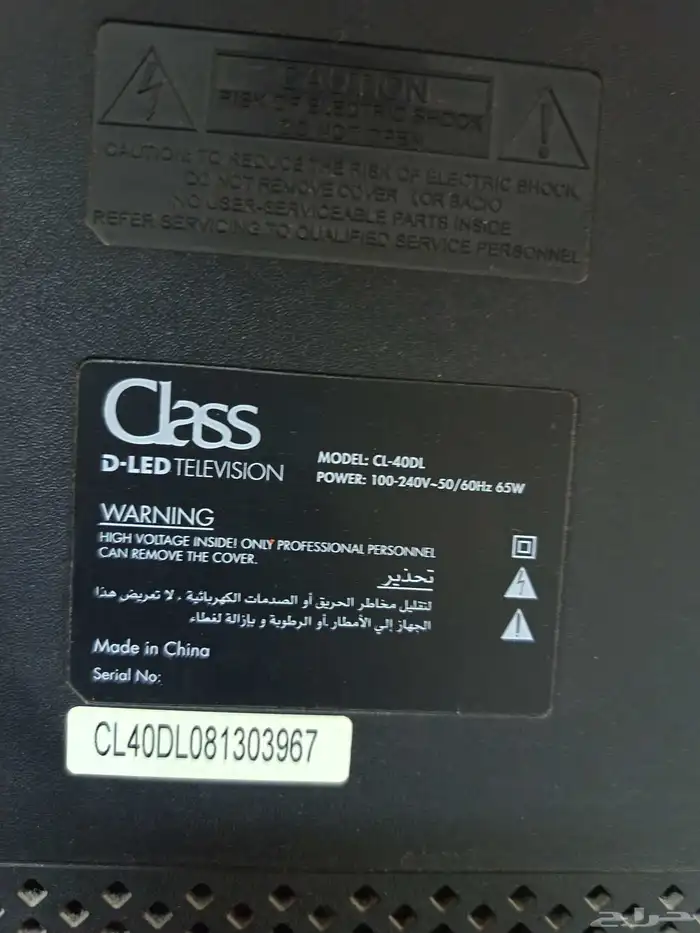 CAUTION
RISK OF ELECTRIC SHOCK
DO NOT OPEN
CAUTION: TO REDUCE THE RISK OF ELECTRIC SHOCK,
DO NOT REMOVE COVER (OR BACK)
NO USER-SERVICEABLE PARTS INSIDE
REFER SERVICING TO QUALIFIED SERVICE PERSONNEL
Class
D-LED TELEVISION
MODEL: CL-40DL
POWER: 100-240V~50/60Hz 65W
WARNING
HIGH VOLTAGE INSIDE! ONLY PROFESSIONAL PERSONNEL
CAN REMOVE THE COVER.
تحذير
لتقليل مخاطر الحريق أو الصدمات الكهربائية ، لا تعريض هذا
الجهاز إلي الأمطار أو الرطوبة و بإزالة لغطاء
Made in China
Serial No:
CL40DL081303967
حراج